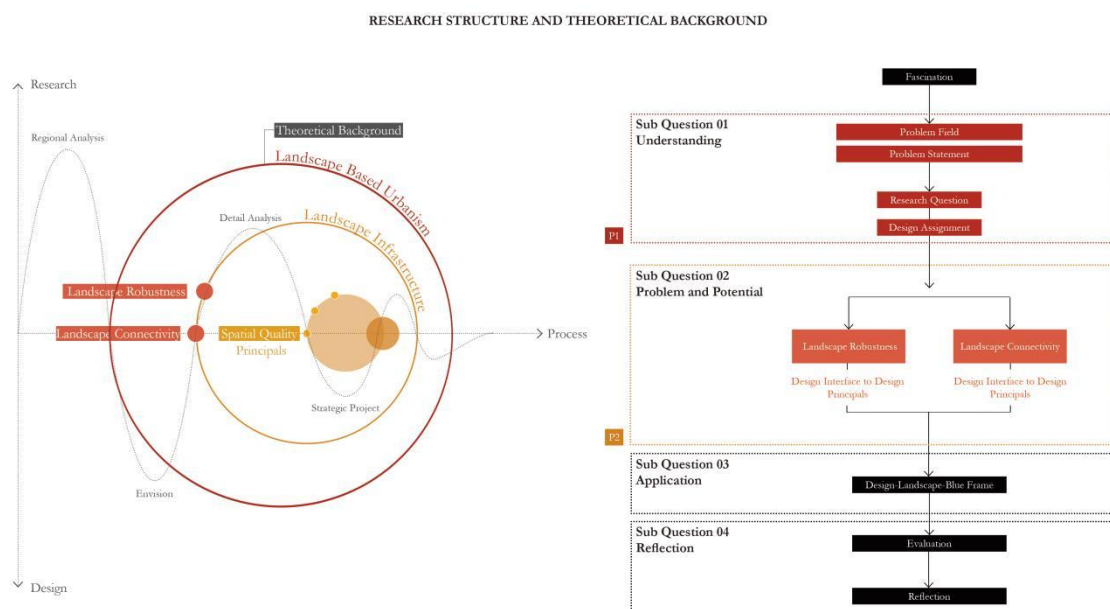 RESEARCH STRUCTURE AND THEORETICAL BACKGROUND
Research
Regional Analysis
Theoretical Background
Landscape Based Urbanism
Detail Analysis
Landscape Infrastructure
Landscape Robustness
Landscape Connectivity
Spatial Quality
Principals
Process
Strategic Project
Envision
Design
Fascination
Sub Question 01
Understanding
Problem Field
Problem Statement
Research Question
Design Assignment
P1
Sub Question 02
Problem and Potential
Landscape Robustness
Landscape Connectivity
Design Interface to Design
Principals
Design Interface to Design
Principals
P2
Sub Question 03
Application
Design-Landscape-Blue Frame
Sub Question 04
Reflection
Evaluation
Reflection